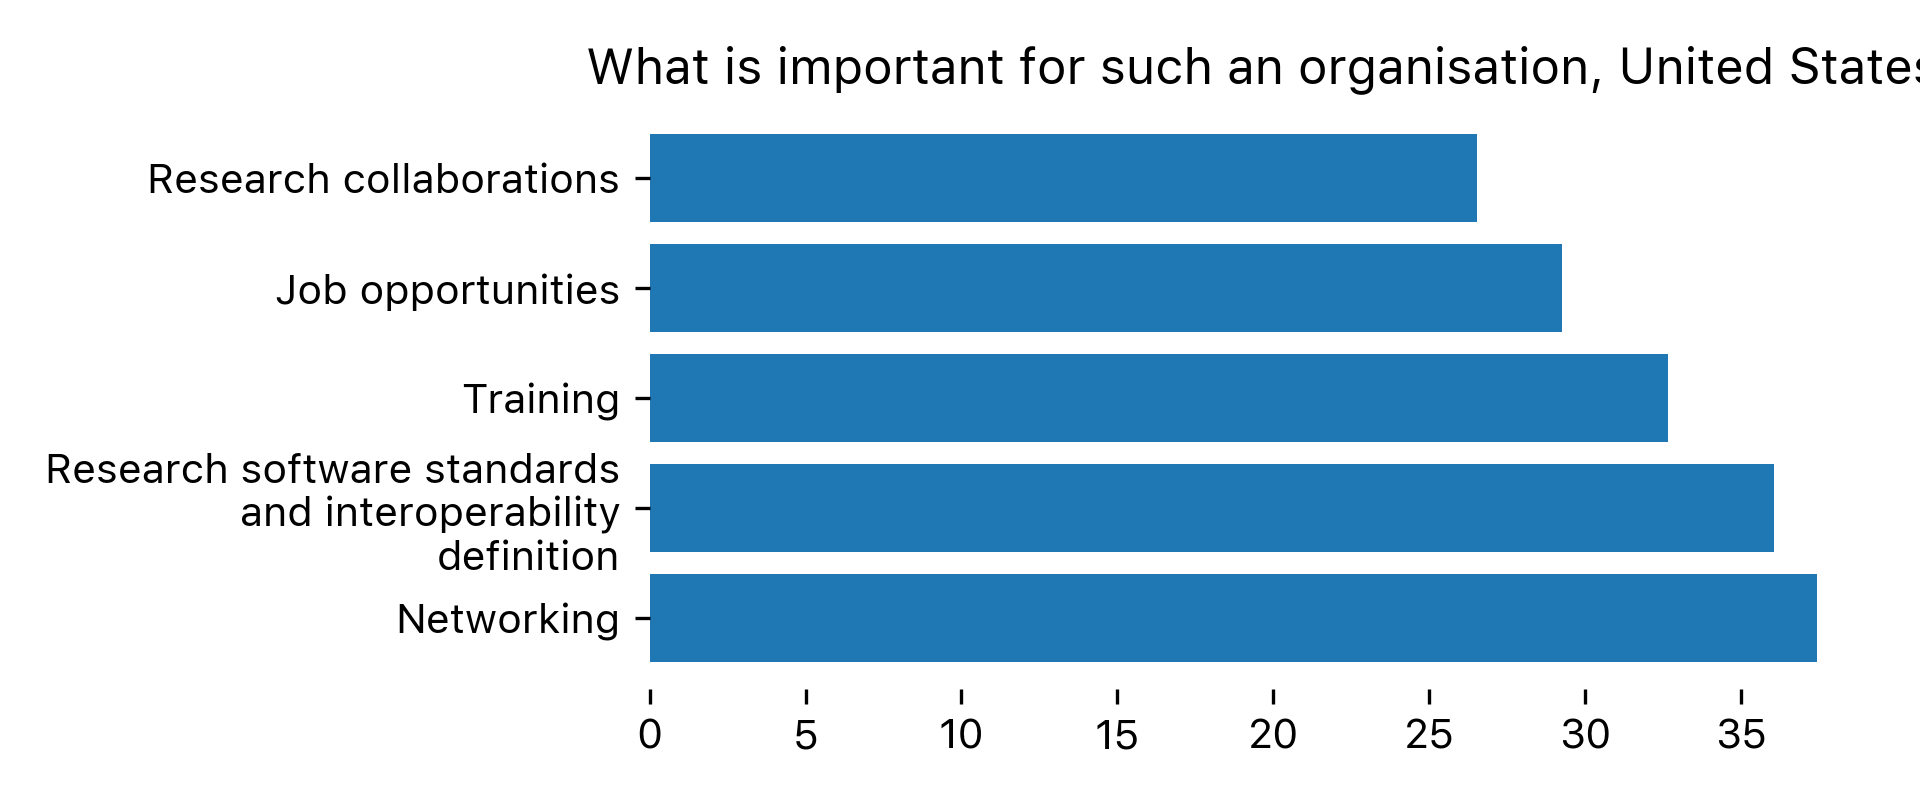 What is important for such an organisation, United States
Research collaborations
Job opportunities
Training
Research software standards
and interoperability
definition
Networking
0 5 10 15 20 25 30 35